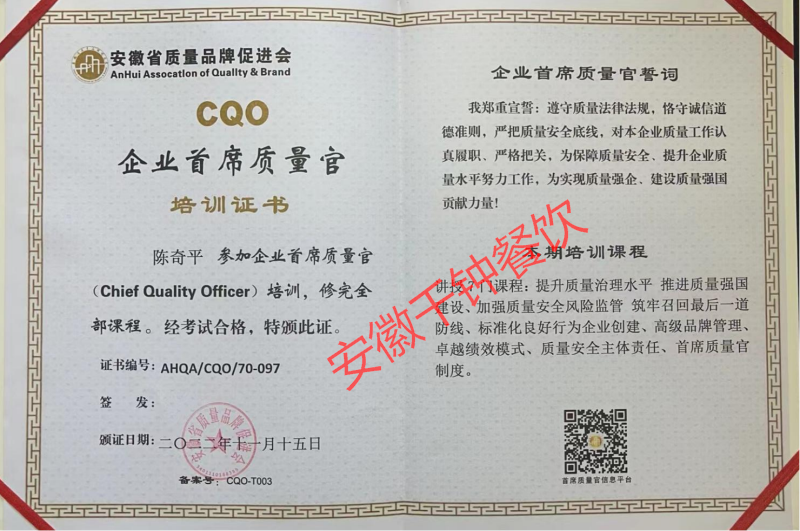 安徽省质量品牌促进会
AnHui Assocation of Quality & Brand
CQO
企业首席质量官
培训证书
陈奇平 参加企业首席质量官
（Chief Quality Officer）培训，修完全
部课程。经考试合格，特颁此证。
证书编号：AHQA/CQO/70-097
签 发：
颁证日期：二〇二二年十一月十五日
安徽省质量品牌促进会
备案号：CQO-T003
企业首席质量官誓词
我郑重宣誓：遵守质量法律法规，恪守诚信道
德准则，严把质量安全底线，对本企业质量工作认
真履职、严格把关，为保障质量安全、提升企业质
量水平努力工作，为实现质量强企、建设质量强国
贡献力量!
本期培训课程
讲授7门课程：提升质量治理水平 推进质量强国
建设、加强质量安全风险监管 筑牢召回最后一道
防线、标准化良好行为企业创建、高级品牌管理、
卓越绩效模式、质量安全主体责任、首席质量官
制度。
首席质量官信息平台
安徽千钟餐饮